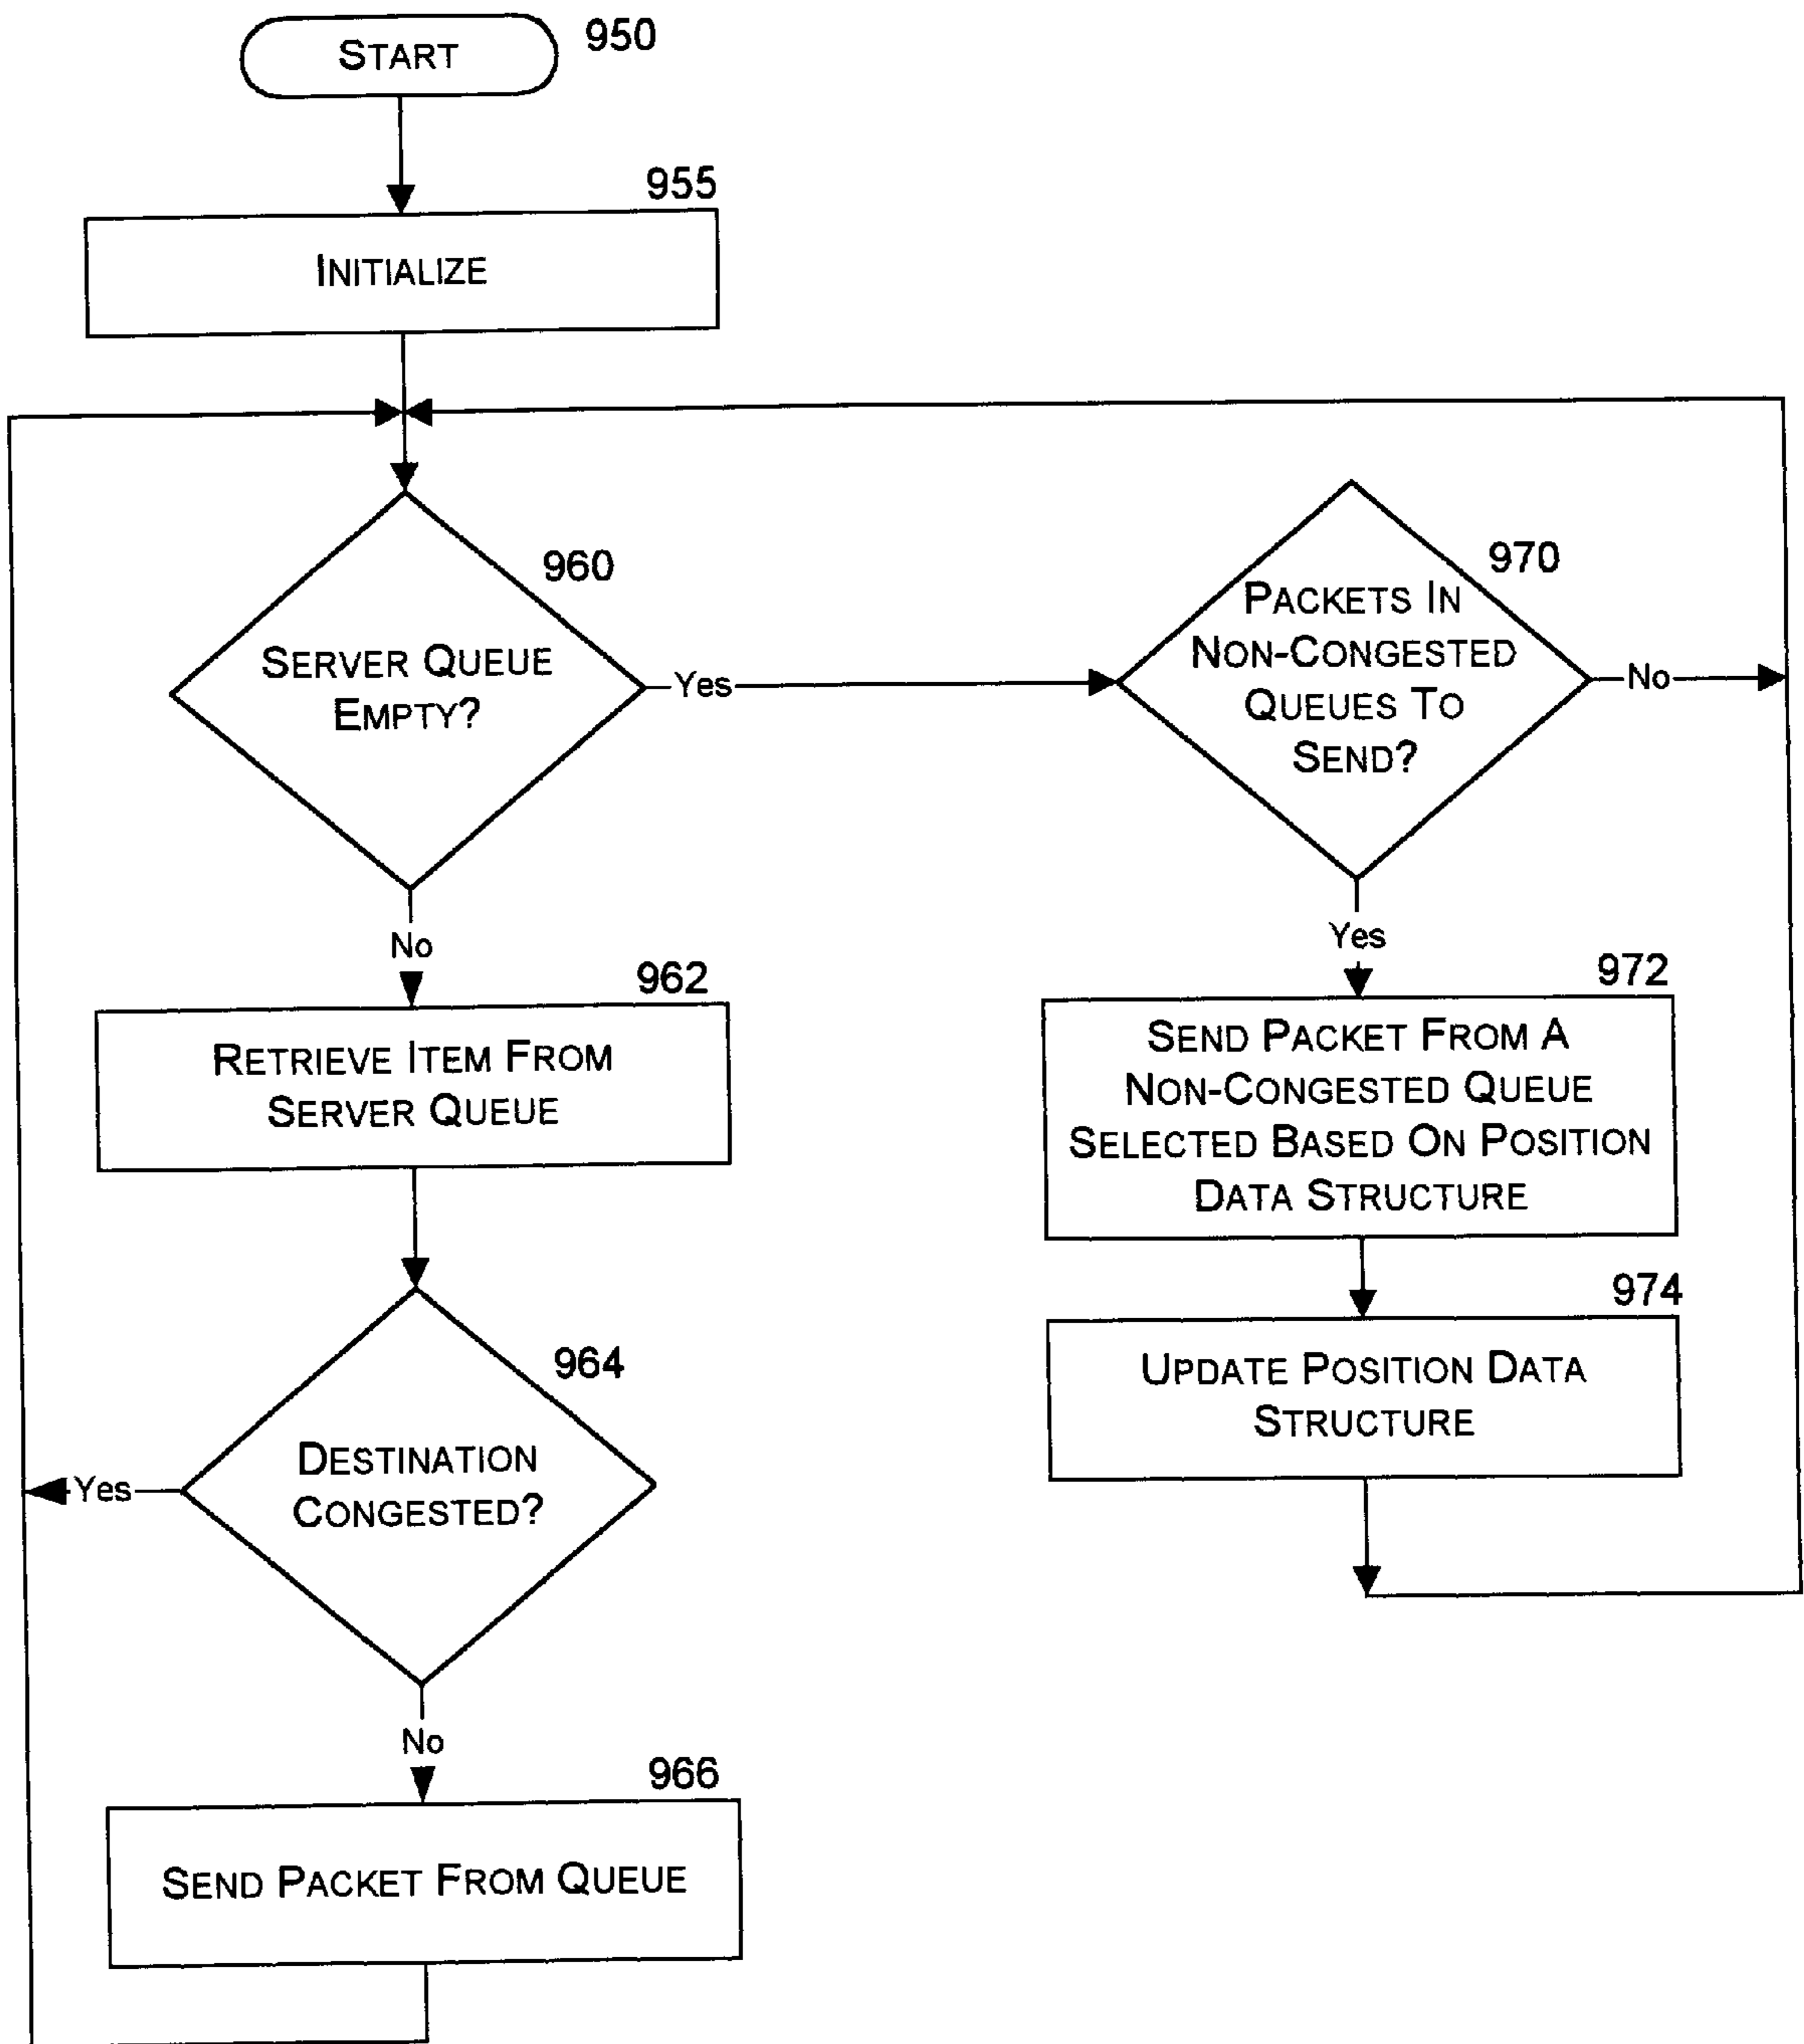 START
950
955
INITIALIZE
960
SERVER QUEUE
EMPTY?
Yes
No
970
PACKETS IN
NON-CONGESTED
QUEUES TO
SEND?
No
Yes
962
RETRIEVE ITEM FROM
SERVER QUEUE
964
DESTINATION
CONGESTED?
Yes
No
966
SEND PACKET FROM QUEUE
972
SEND PACKET FROM A
NON-CONGESTED QUEUE
SELECTED BASED ON POSITION
DATA STRUCTURE
974
UPDATE POSITION DATA
STRUCTURE